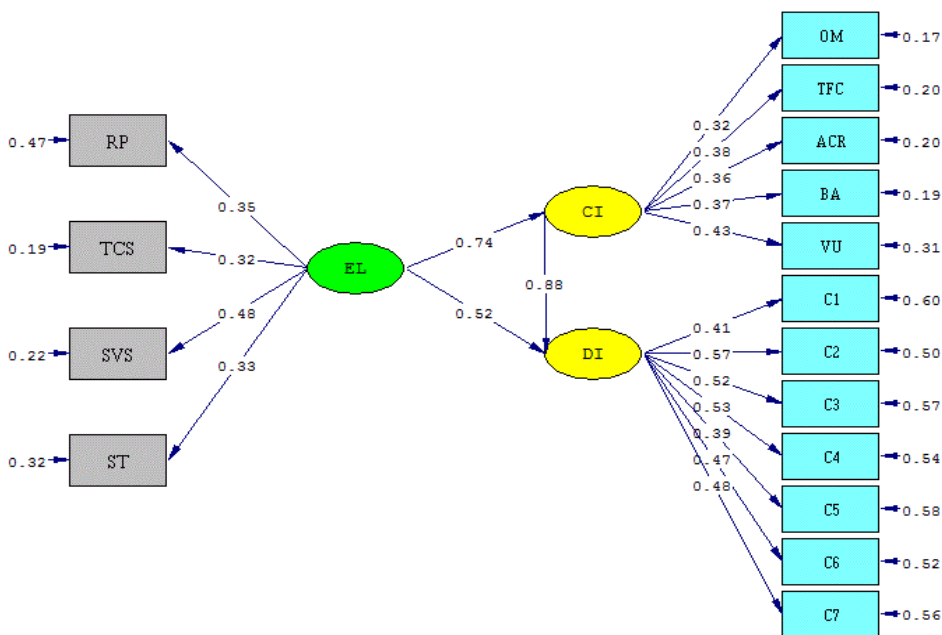 0.47
RP
0.19
TCS
0.22
SVS
0.32
ST
0.35
0.32
0.48
0.33
EL
0.74
0.52
CI
0.88
DI
0.32
0.38
0.36
0.37
0.43
0.41
0.57
0.52
0.53
0.39
0.47
0.48
OM
0.17
TFC
0.20
ACR
0.20
BA
0.19
VU
0.31
C1
0.60
C2
0.50
C3
0.57
C4
0.54
C5
0.58
C6
0.52
C7
0.56